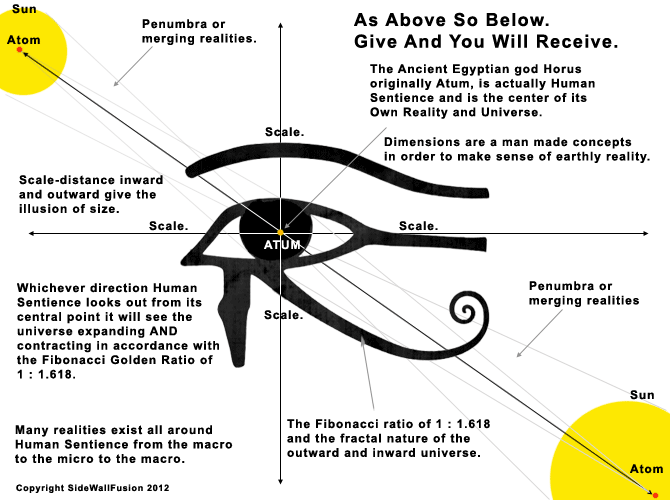 Sun
Atom
Penumbra or
merging realities.
As Above So Below.
Give And You Will Receive.
The Ancient Egyptian god Horus
originally Atum, is actually Human
Sentience and is the center of its
Own Reality and Universe.
Scale.
Dimensions are a man made concepts
in order to make sense of earthly reality.
Scale-distance inward
and outward give the
illusion of size.
Scale.
Scale.
ATUM
Whichever direction Human
Sentience looks out from its
central point it will see the
universe expanding AND
contracting in accordance with
the Fibonacci Golden Ratio of
1 : 1.618.
Scale.
Penumbra or
merging realities
Sun
Many realities exist all around
Human Sentience from the macro
to the micro to the macro.
The Fibonacci ratio of 1 : 1.618
and the fractal nature of the
outward and inward universe.
Atom
Copyright SideWallFusion 2012